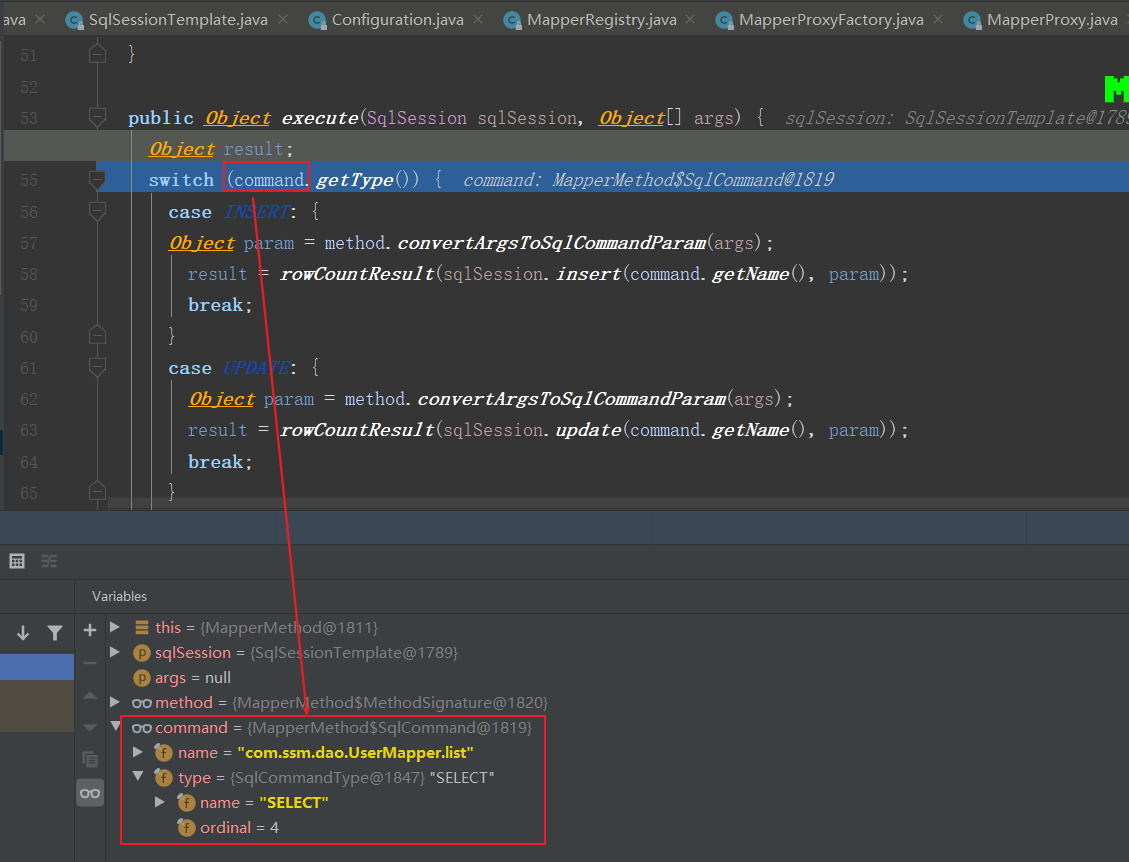 ava SqlSessionTemplate.java Configuration.java MapperRegistry.java MapperProxyFactory.java MapperProxy.java
51 }
52
53 public Object execute(SqlSession sqlSession, Object[] args) { sqlSession: SqlSessionTemplate@178
Object result;
55 switch (command.getType()) { command: MapperMethod$SqlCommand@1819
56 case INSERT: {
57 Object param = method.convertArgsToSqlCommandParam(args);
58 result = rowCountResult(sqlSession.insert(command.getName(), param));
59 break;
60 }
61 case UPDATE: {
62 Object param = method.convertArgsToSqlCommandParam(args);
63 result = rowCountResult(sqlSession.update(command.getName(), param));
64 break;
65 }
Variables
this = {MapperMethod@1811}
sqlSession = {SqlSessionTemplate@1789}
args = null
method = {MapperMethod$MethodSignature@1820}
command = {MapperMethod$SqlCommand@1819}
name = "com.ssm.dao.UserMapper.list"
type = {SqlCommandType@1847} "SELECT"
name = "SELECT"
ordinal = 4